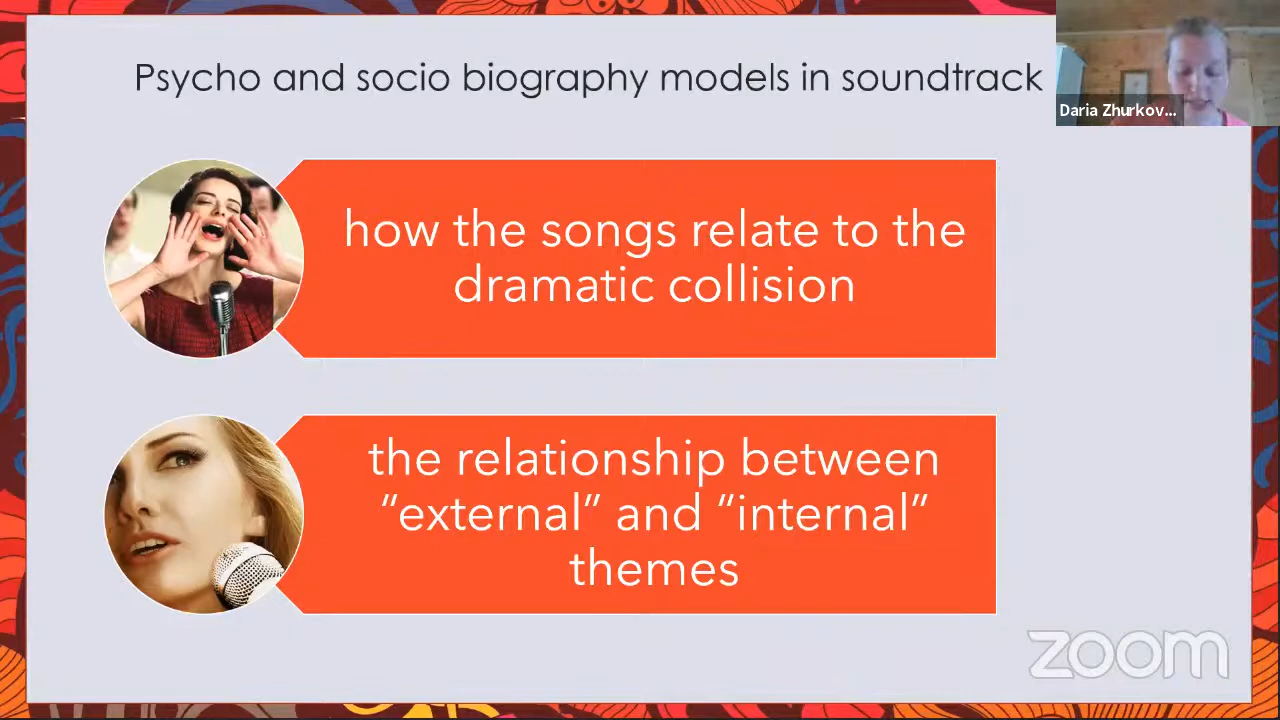 Psycho and socio biography models in soundtrack
Daria Zhurkov...
how the songs relate to the
dramatic collision
the relationship between
“external” and “internal”
themes
zoom